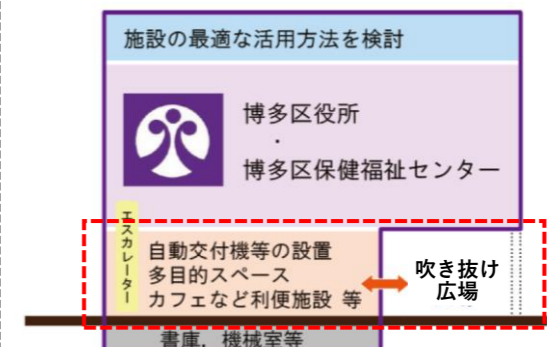 施設の最適な活用方法を検討
博多区役所
・
博多区保健福祉センター
エスカレーター
自動交付機等の設置
多目的スペース
カフェなど利便施設 等
吹き抜け
広場
書庫，機械室等